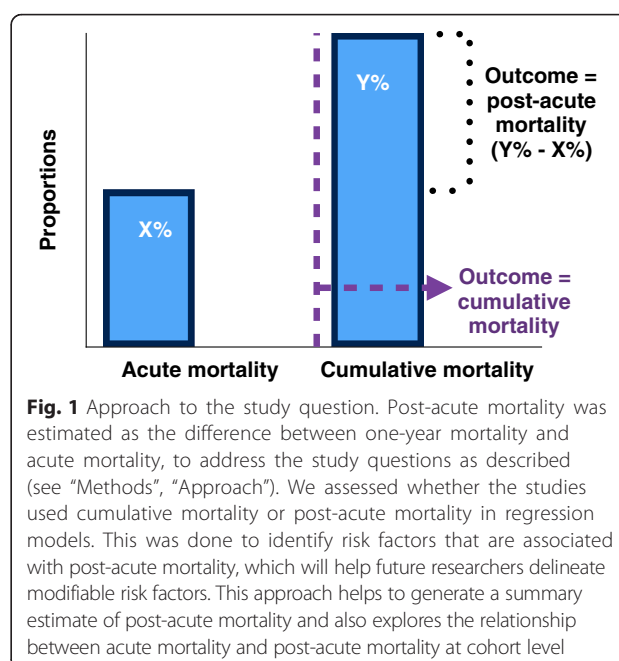 Y%
Outcome =
post-acute
mortality
(Y% - X%)
Proportions
X%
Outcome =
cumulative
mortality
Acute mortality Cumulative mortality
Fig. 1 Approach to the study question. Post-acute mortality was
estimated as the difference between one-year mortality and
acute mortality, to address the study questions as described
(see “Methods”, “Approach”). We assessed whether the studies
used cumulative mortality or post-acute mortality in regression
models. This was done to identify risk factors that are associated
with post-acute mortality, which will help future researchers delineate
modifiable risk factors. This approach helps to generate a summary
estimate of post-acute mortality and also explores the relationship
between acute mortality and post-acute mortality at cohort level